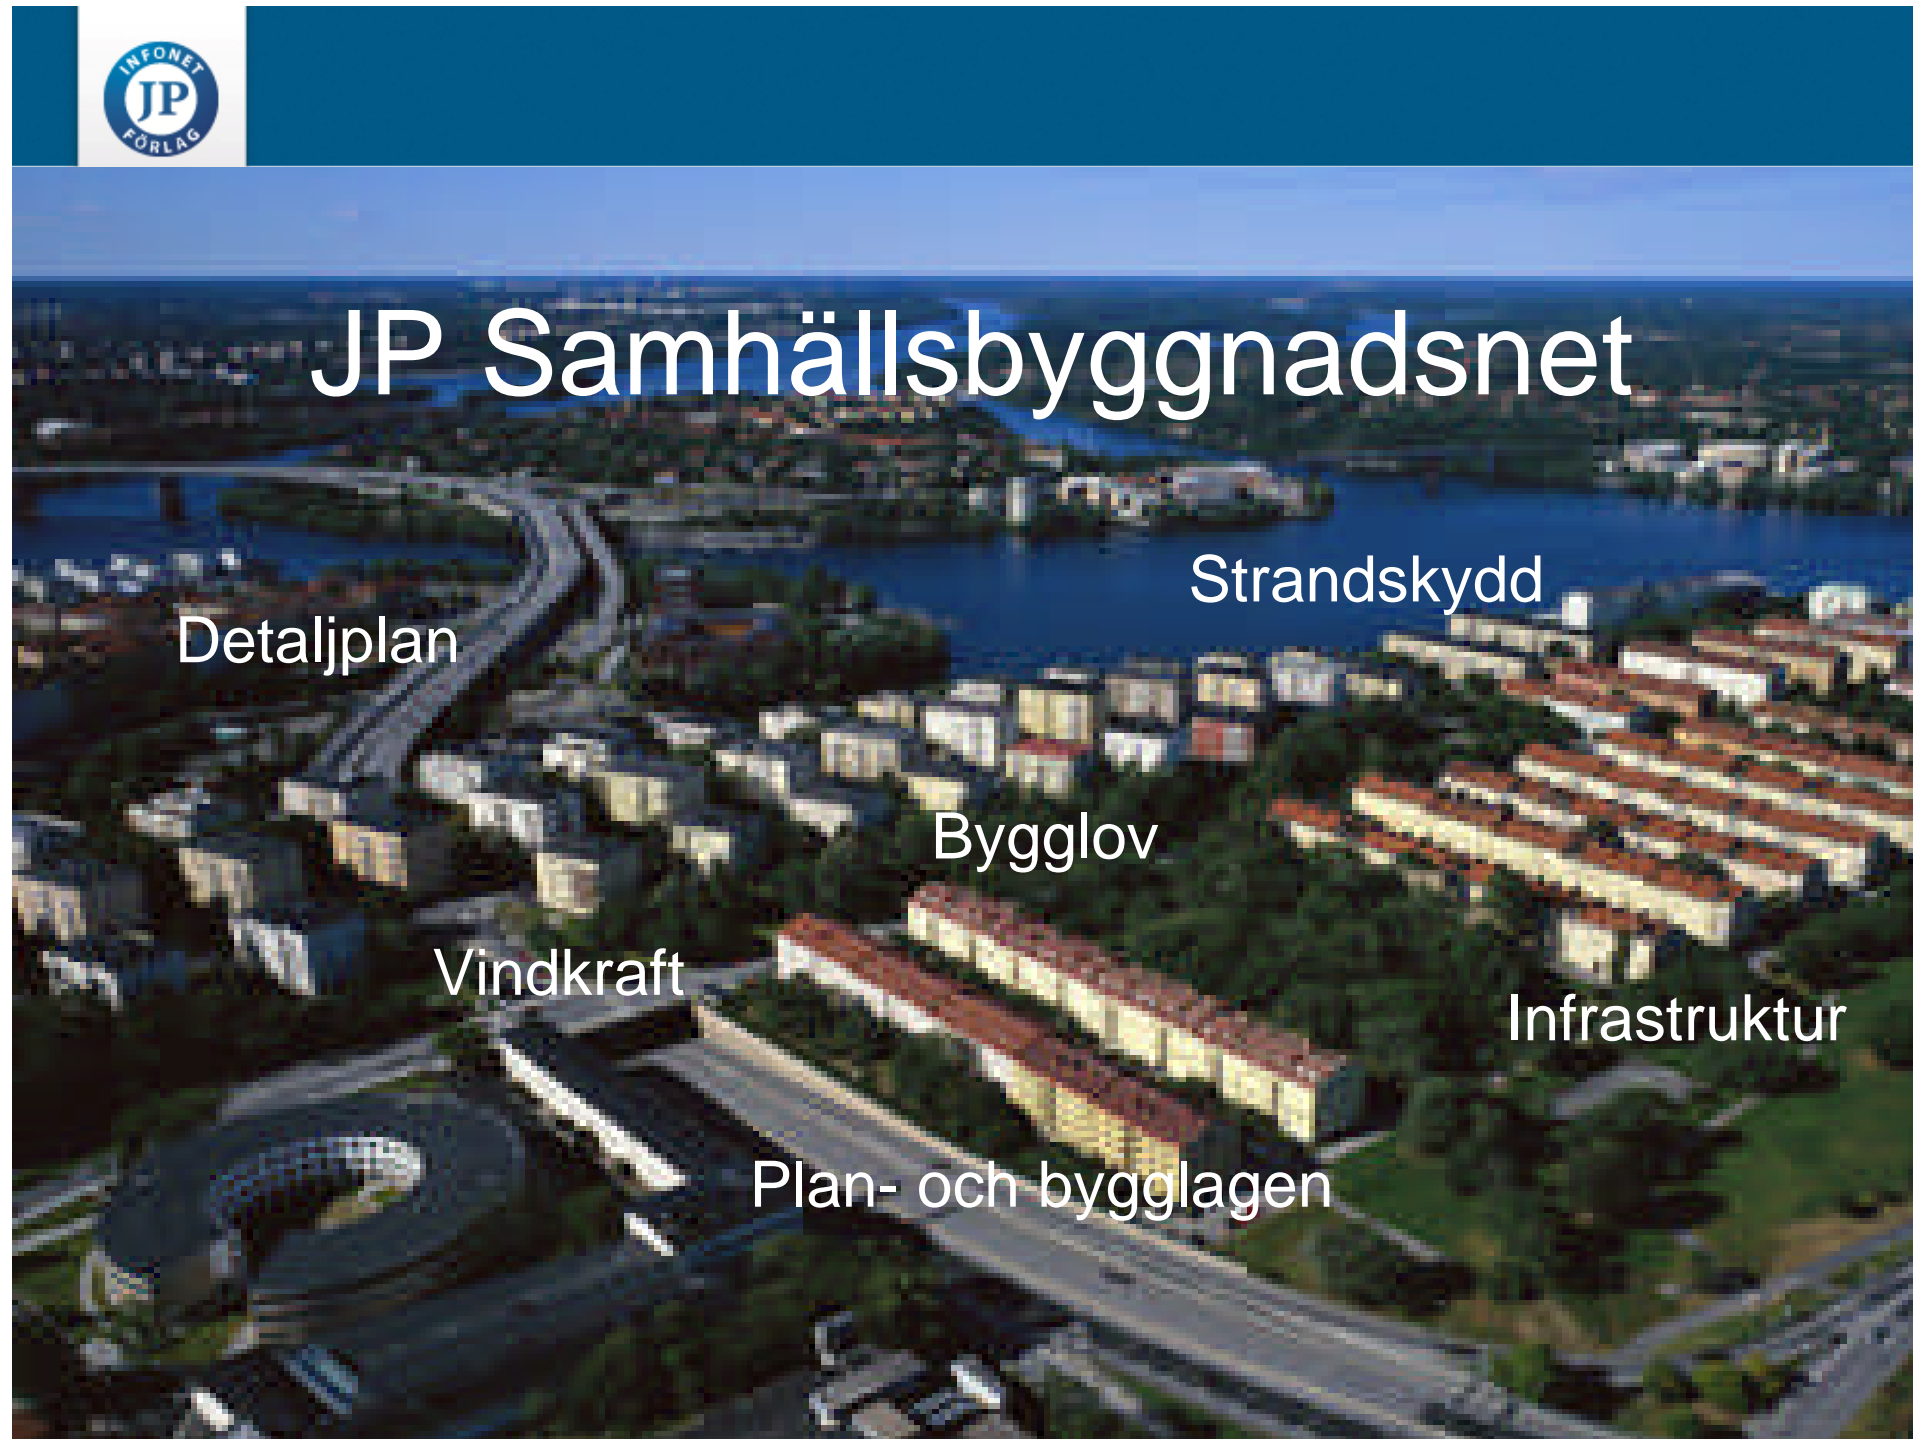 INFONET
JP
FÖRLAG
JP Samhällsbyggnadsnet
Strandskydd
Detaljplan
Bygglov
Vindkraft
Infrastruktur
Plan- och bygglagen